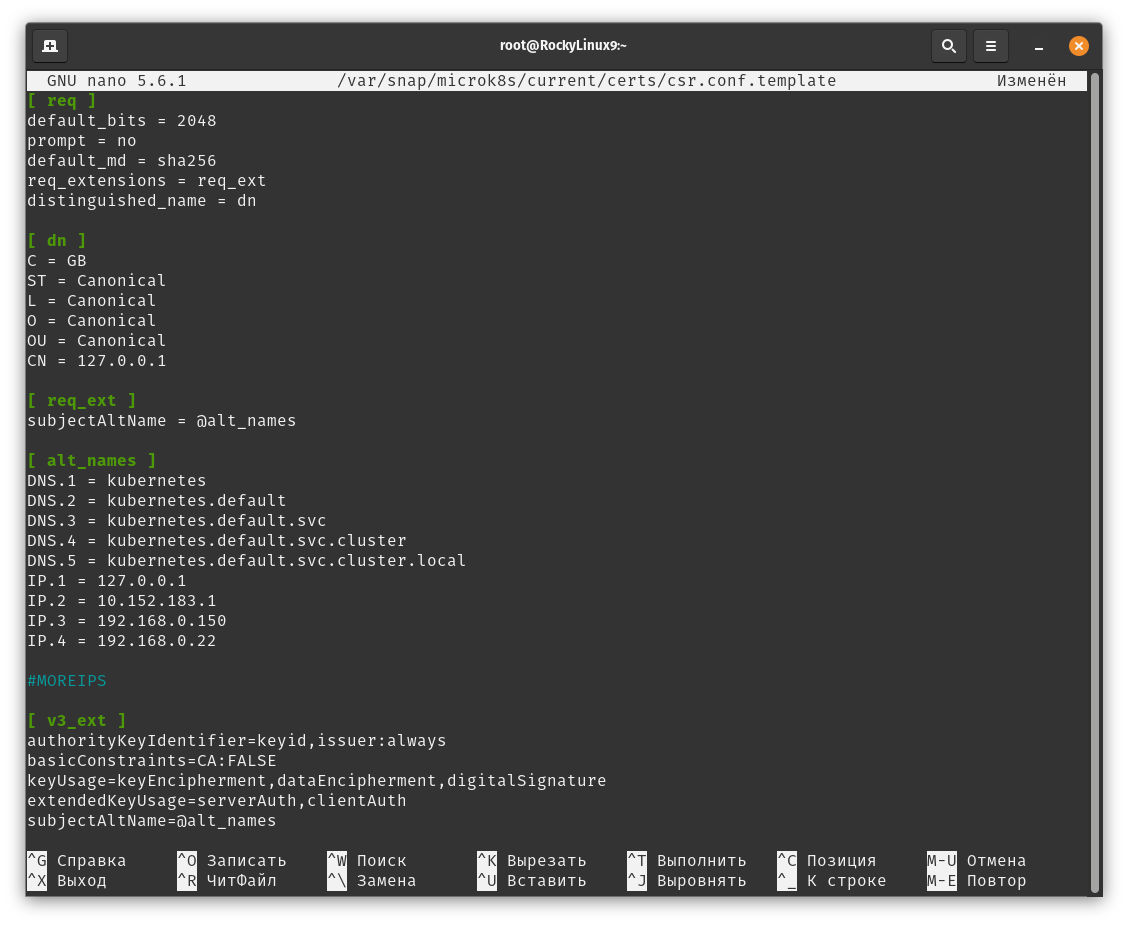 root@RockyLinux9:~
GNU nano 5.6.1 /var/snap/microk8s/current/certs/csr.conf.template Изменён
[ req ]
default_bits = 2048
prompt = no
default_md = sha256
req_extensions = req_ext
distinguished_name = dn
[ dn ]
C = GB
ST = Canonical
L = Canonical
O = Canonical
OU = Canonical
CN = 127.0.0.1
[ req_ext ]
subjectAltName = @alt_names
[ alt_names ]
DNS.1 = kubernetes
DNS.2 = kubernetes.default
DNS.3 = kubernetes.default.svc
DNS.4 = kubernetes.default.svc.cluster
DNS.5 = kubernetes.default.svc.cluster.local
IP.1 = 127.0.0.1
IP.2 = 10.152.183.1
IP.3 = 192.168.0.150
IP.4 = 192.168.0.22
#MOREIPS
[ v3_ext ]
authorityKeyIdentifier=keyid,issuer:always
basicConstraints=CA:FALSE
keyUsage=keyEncipherment,dataEncipherment,digitalSignature
extendedKeyUsage=serverAuth,clientAuth
subjectAltName=@alt_names
^G Справка ^O Записать ^W Поиск ^K Вырезать ^T Выполнить ^C Позиция M-U Отмена
^X Выход ^R ЧитФайл ^\ Замена ^U Вставить ^J Выровнять ^_ К строке M-E Повтор